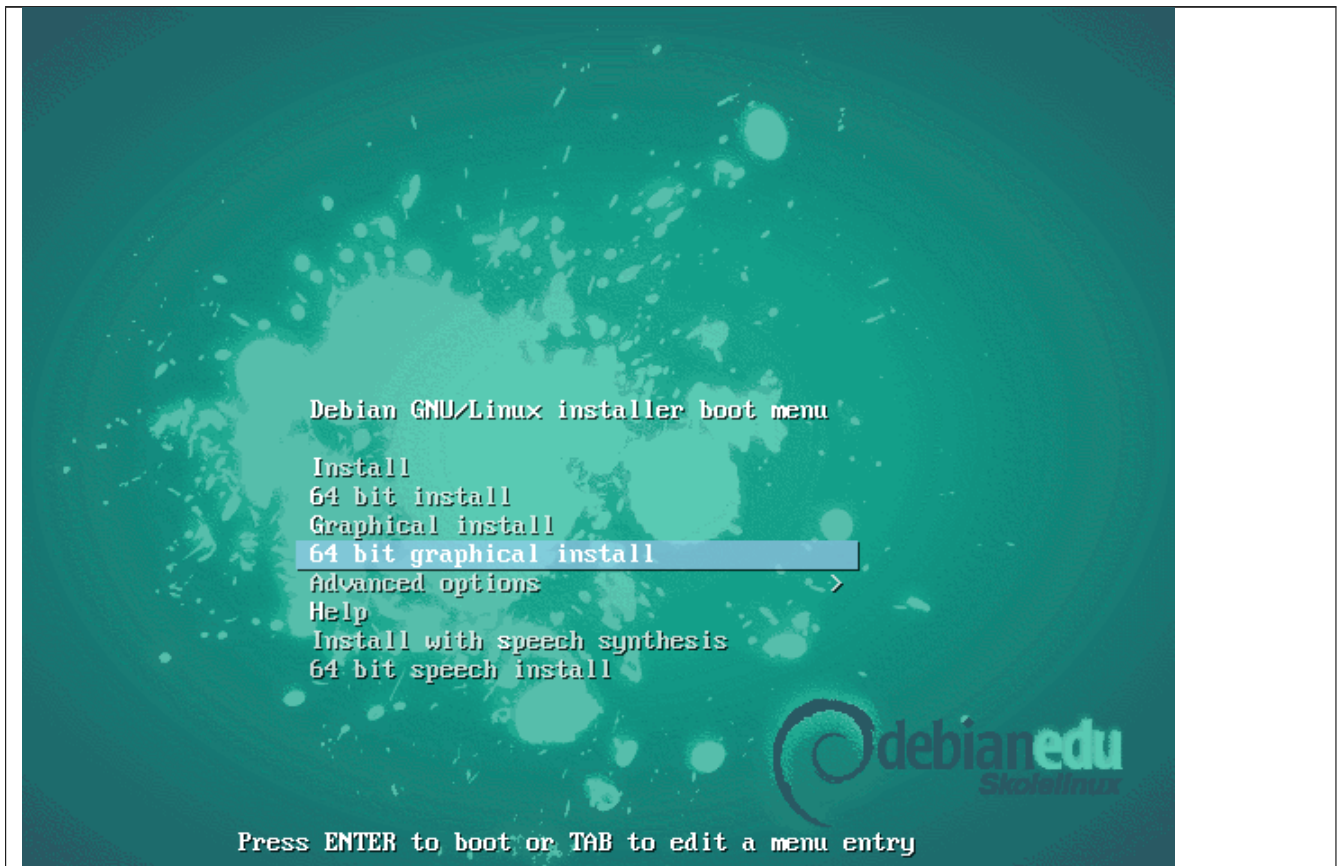 Debian GNU/Linux installer boot menu
Install
64 bit install
Graphical install
64 bit graphical install
Advanced options >
Help
Install with speech synthesis
64 bit speech install
debianedu
Skolelinux
Press ENTER to boot or TAB to edit a menu entry